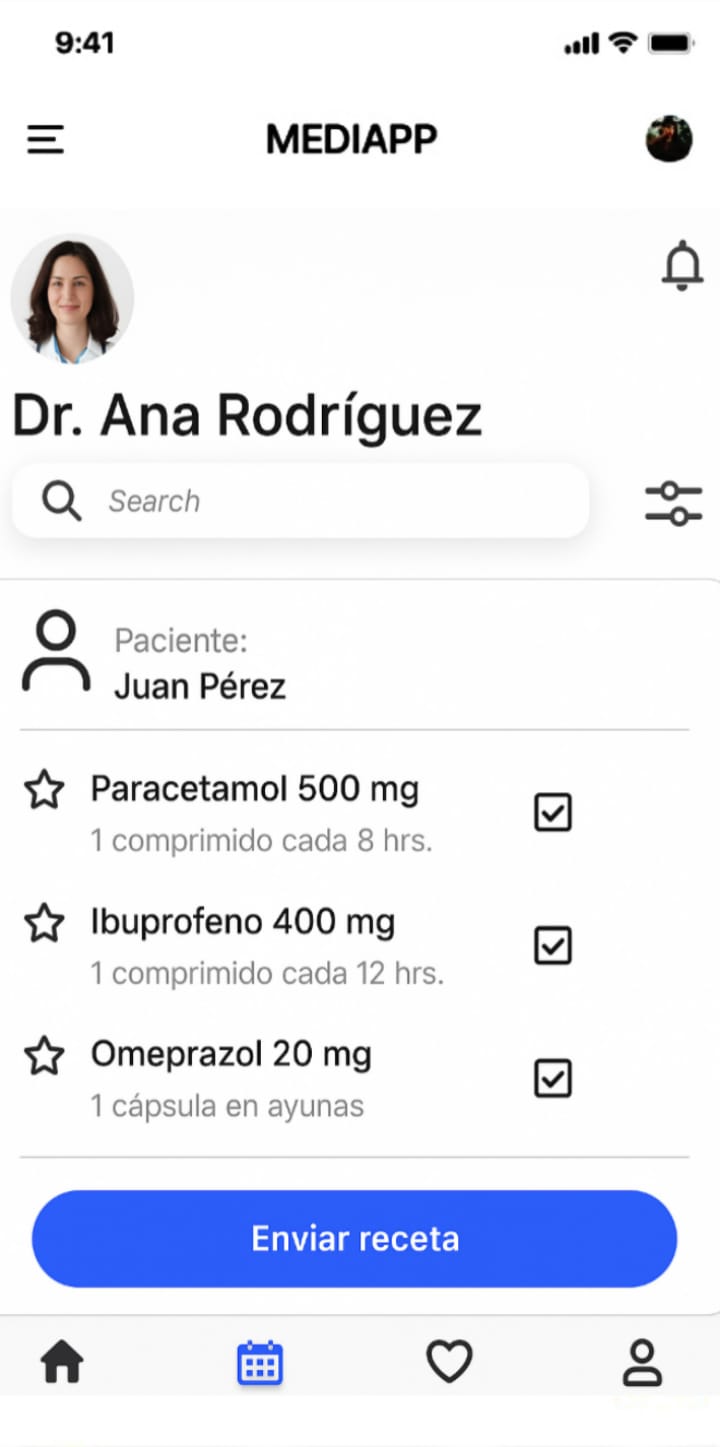 9:41
MEDIAPP
Dr. Ana Rodríguez
Search
Paciente:
Juan Pérez
Paracetamol 500 mg
1 comprimido cada 8 hrs.
Ibuprofeno 400 mg
1 comprimido cada 12 hrs.
Omeprazol 20 mg
1 cápsula en ayunas
Enviar receta